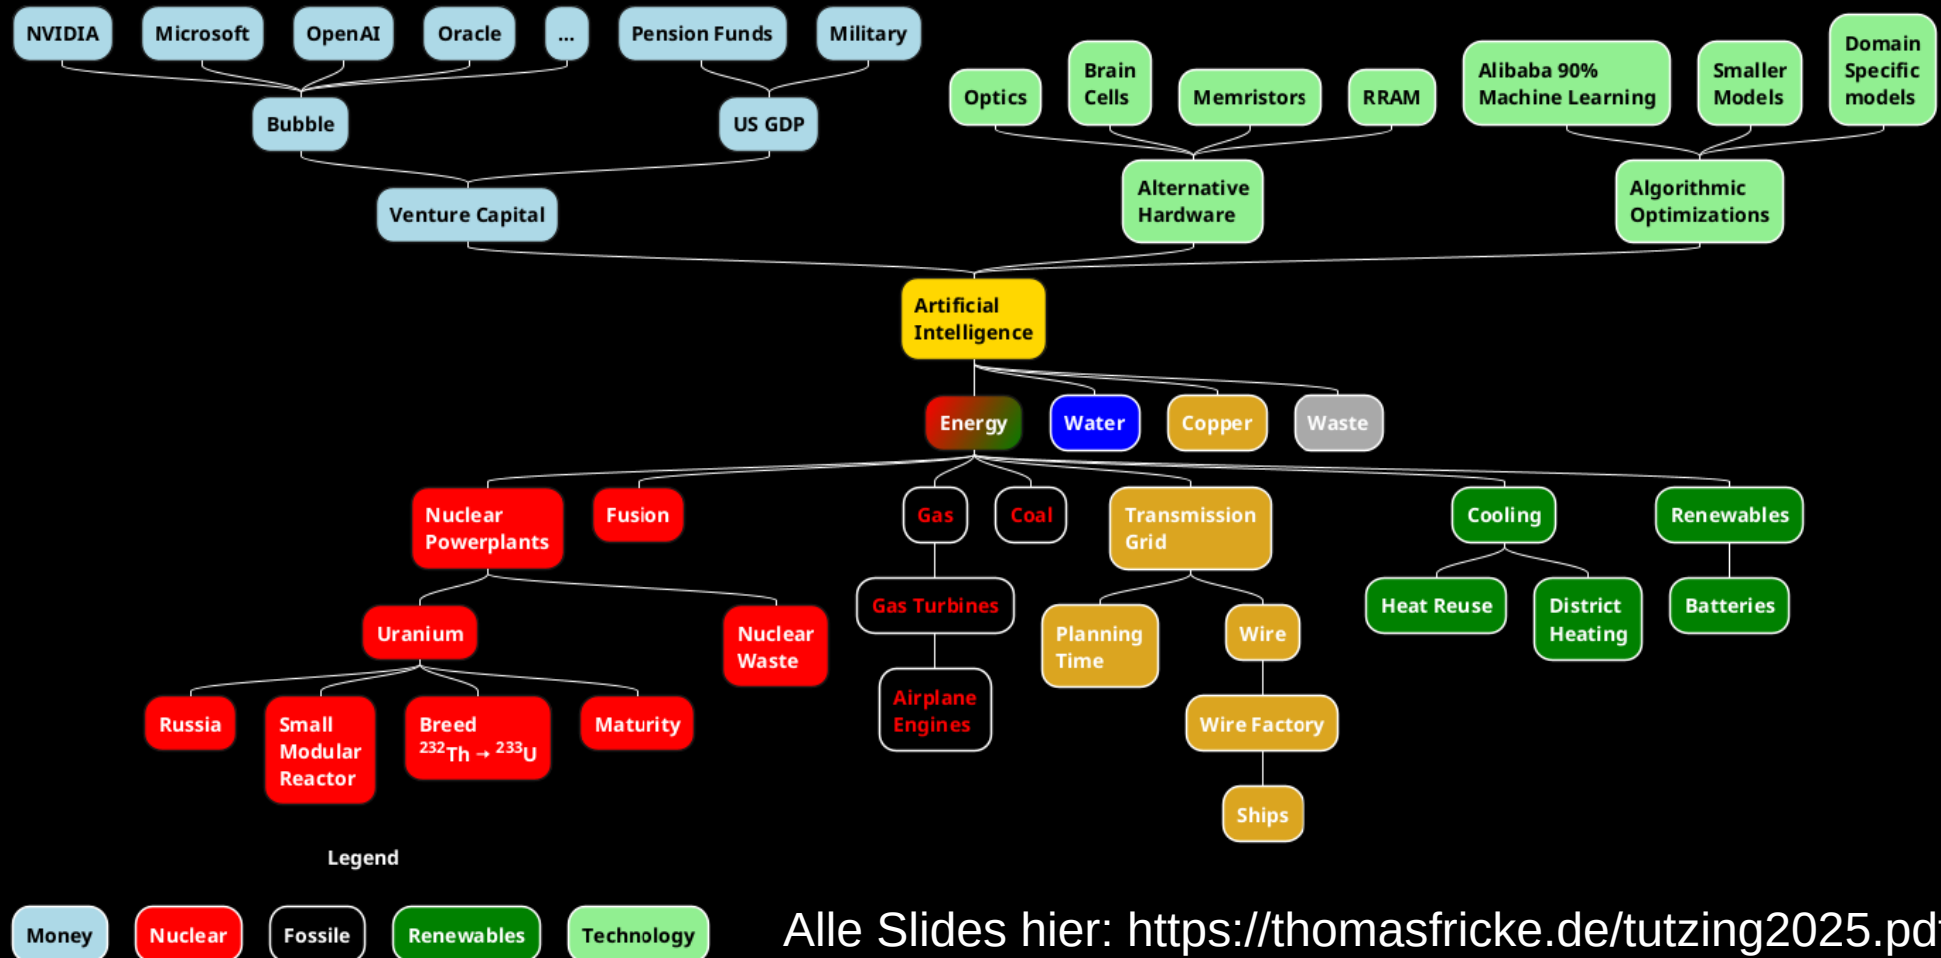 NVIDIA
Microsoft
OpenAI
Oracle
...
Pension Funds
Military
Bubble
US GDP
Venture Capital
Optics
Brain
Cells
Memristors
RRAM
Alibaba 90%
Machine Learning
Smaller
Models
Domain
Specific
models
Alternative
Hardware
Algorithmic
Optimizations
Artificial
Intelligence
Energy
Water
Copper
Waste
Nuclear
Powerplants
Fusion
Gas
Coal
Transmission
Grid
Cooling
Renewables
Uranium
Nuclear
Waste
Gas Turbines
Planning
Time
Wire
Heat Reuse
District
Heating
Batteries
Russia
Small
Modular
Reactor
Breed
²³²Th → ²³³U
Maturity
Airplane
Engines
Wire Factory
Ships
Legend
Money
Nuclear
Fossile
Renewables
Technology
Alle Slides hier: https://thomasfricke.de/tutzing2025.pdf